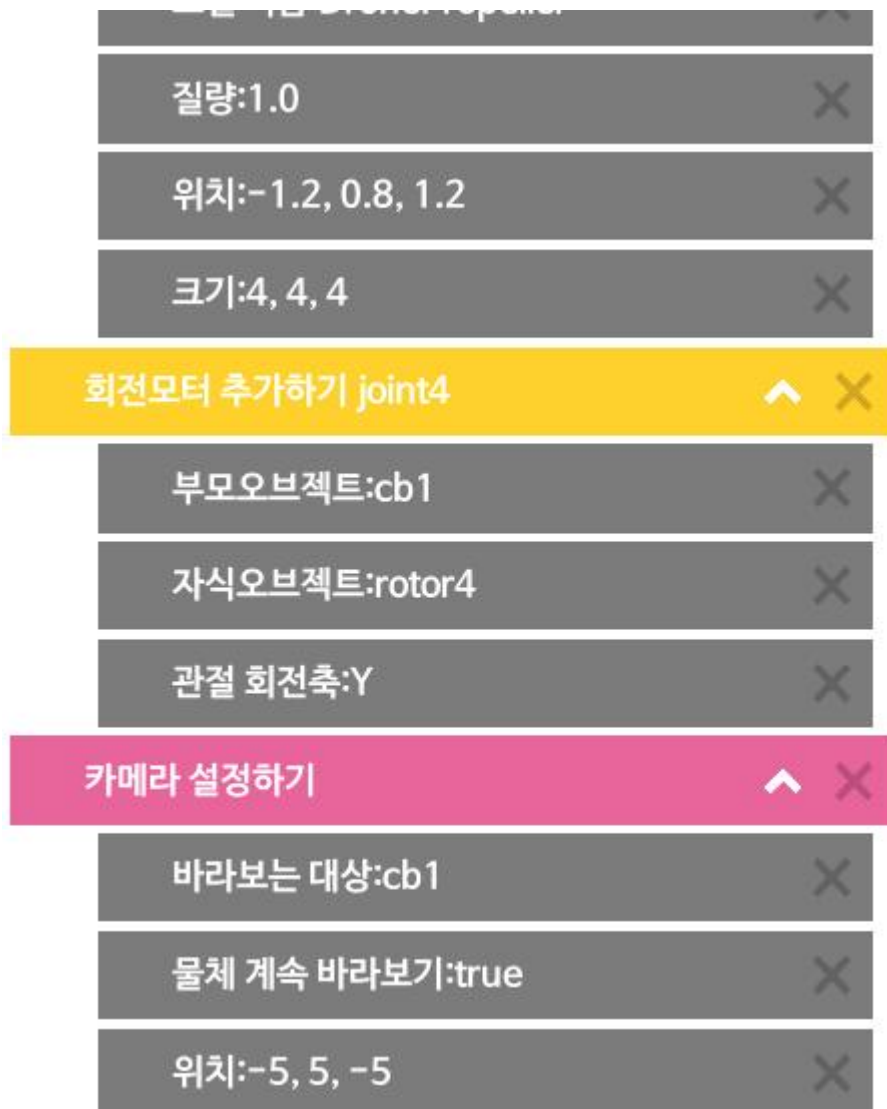 질량:1.0
위치:-1.2, 0.8, 1.2
크기:4, 4, 4
회전모터 추가하기 joint4
부모오브젝트:cb1
자식오브젝트:rotor4
관절 회전축:Y
카메라 설정하기
바라보는 대상:cb1
물체 계속 바라보기:true
위치:-5, 5, -5